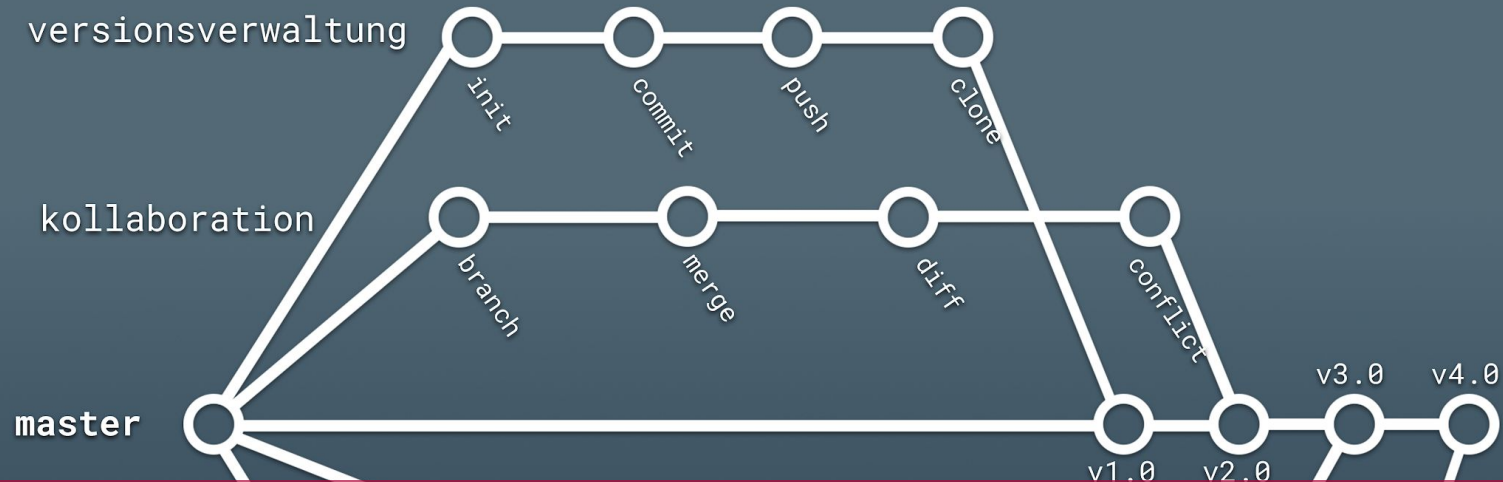 versionsverwaltung
init
commit
push
clone
kollaboration
branch
merge
diff
conflict
master
v1.0
v2.0
v3.0
v4.0